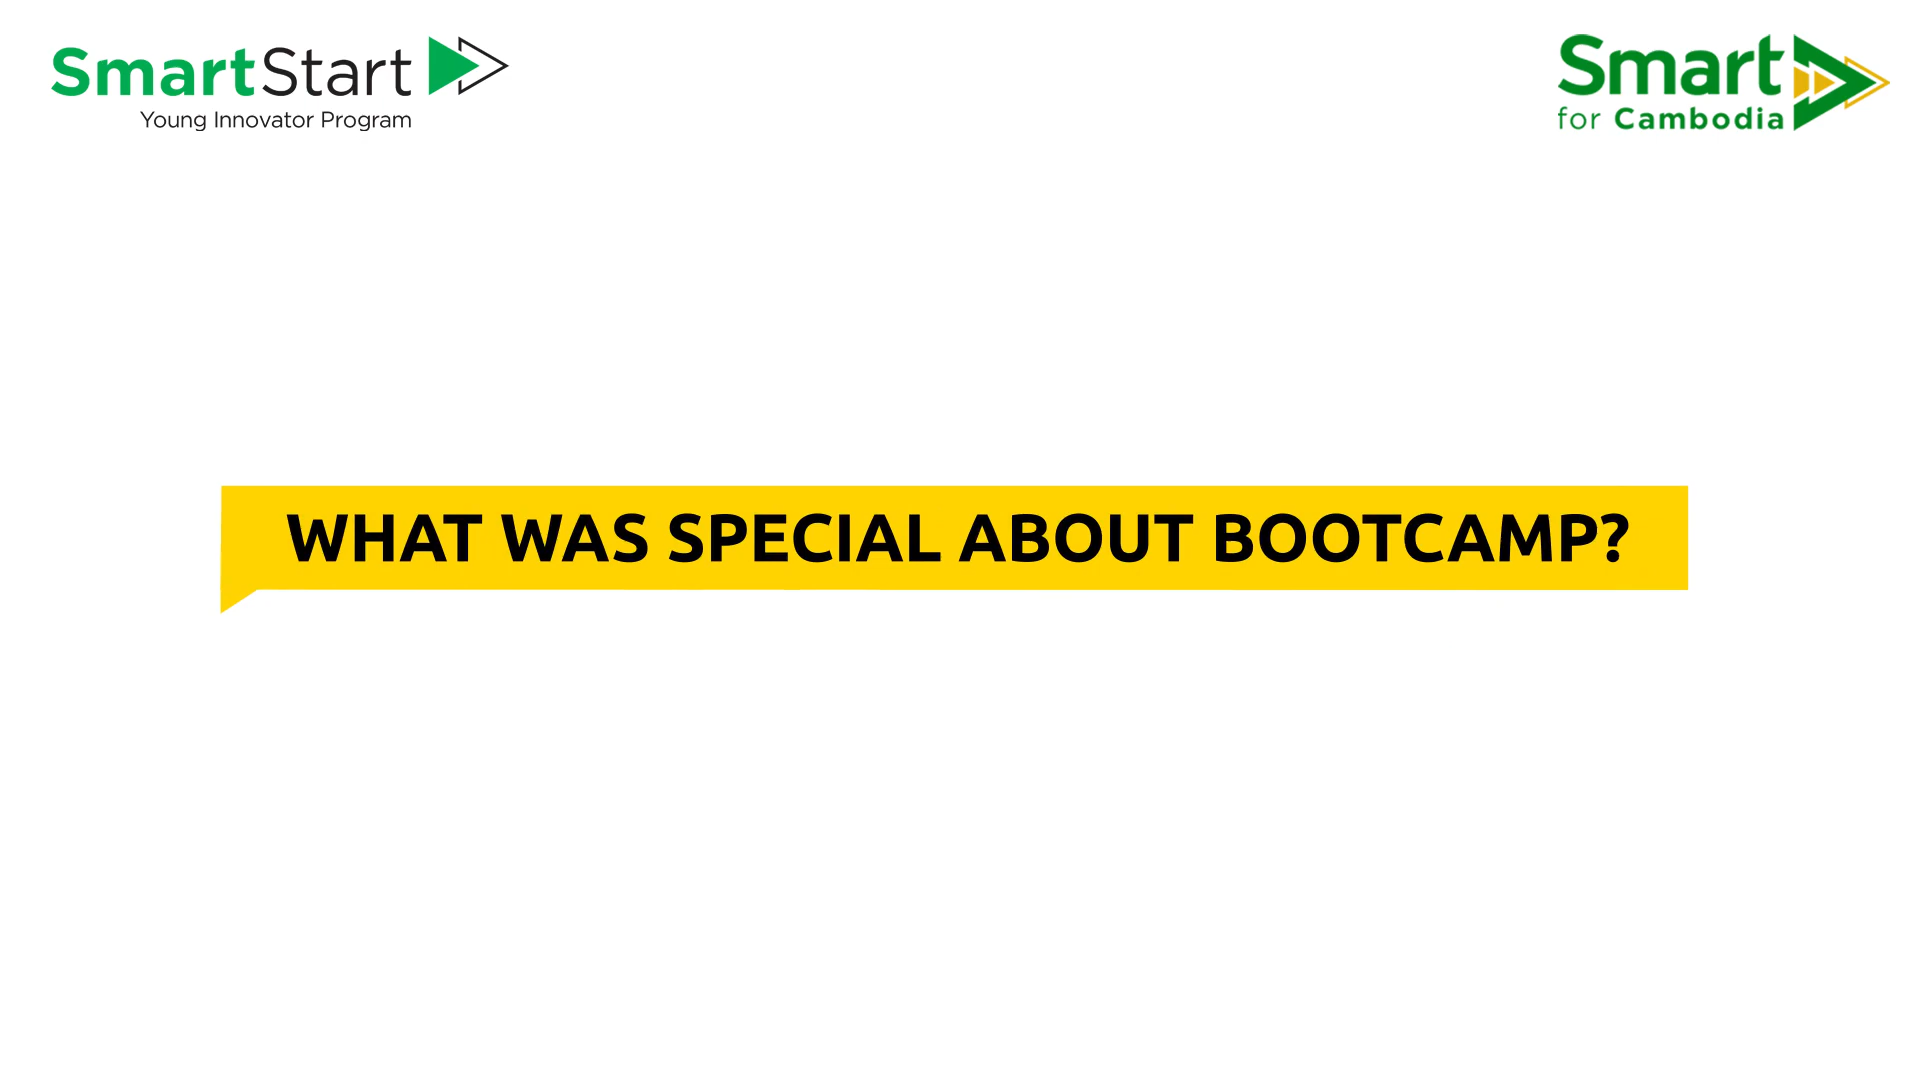 SmartStart
Young Innovator Program
Smart
for Cambodia
WHAT WAS SPECIAL ABOUT BOOTCAMP?